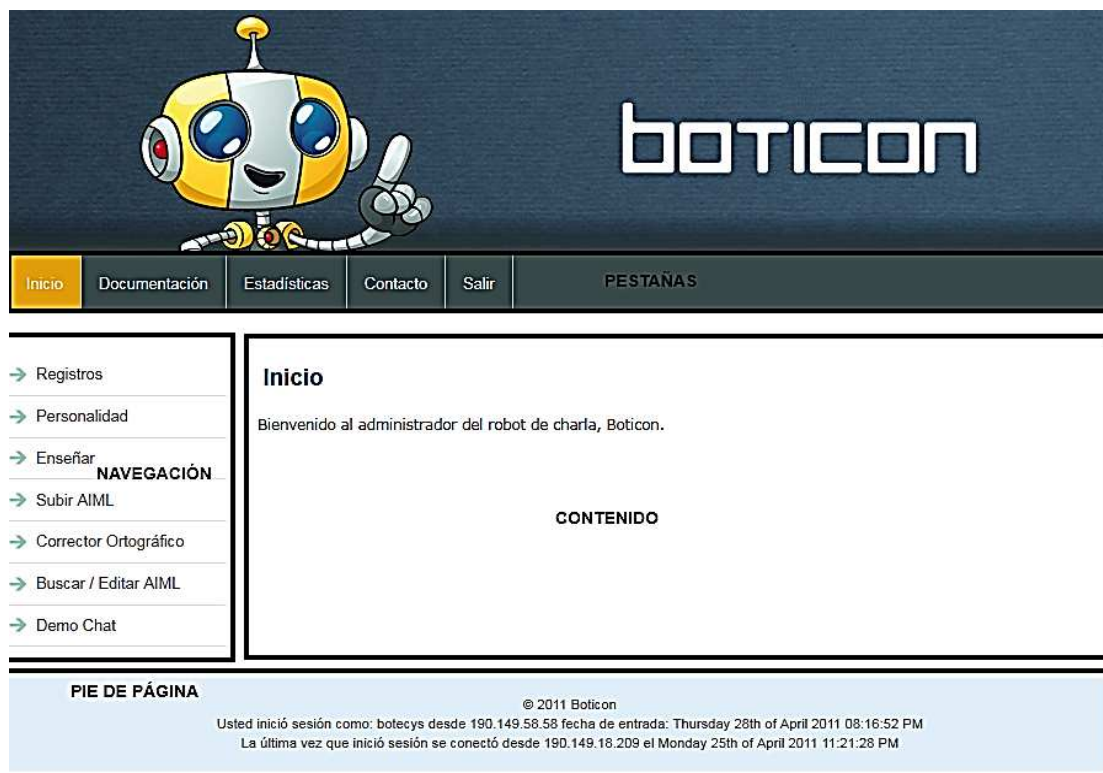 boticon
Inicio Documentación Estadísticas Contacto Salir PESTAÑAS
Registros
Personalidad
Enseñar
NAVEGACIÓN
Subir AIML
Corrector Ortográfico
Buscar / Editar AIML
Demo Chat
Inicio
Bienvenido al administrador del robot de charla, Boticon.
CONTENIDO
PIE DE PÁGINA
© 2011 Boticon
Usted inició sesión como: botecys desde 190.149.58.58 fecha de entrada: Thursday 28th of April 2011 08:16:52 PM
La última vez que inició sesión se conectó desde 190.149.18.209 el Monday 25th of April 2011 11:21:28 PM